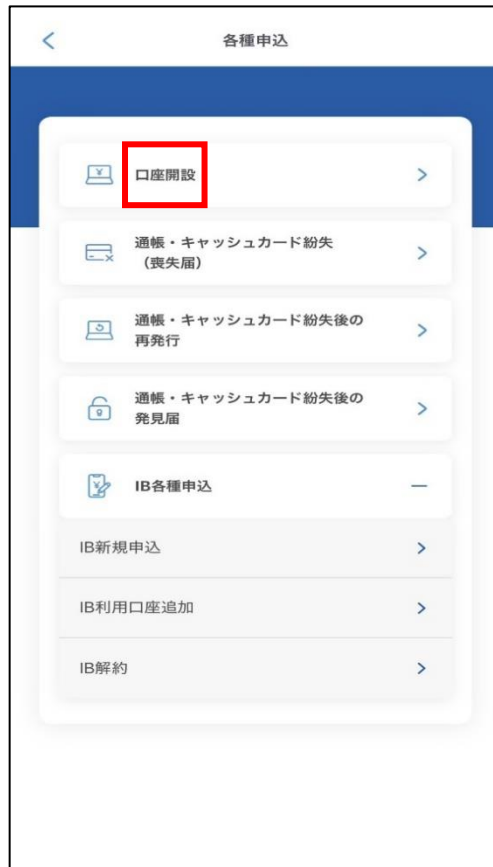 各種申込
口座開設
通帳・キャッシュカード紛失
（喪失届）
通帳・キャッシュカード紛失後の
再発行
通帳・キャッシュカード紛失後の
発見届
IB各種申込
IB新規申込
IB利用口座追加
IB解約